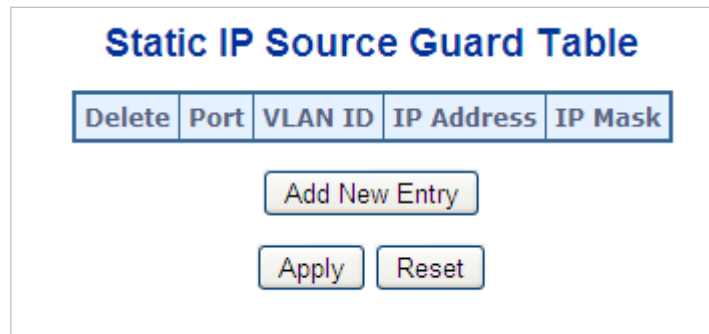 Static IP Source Guard Table
Delete Port VLAN ID IP Address IP Mask
Add New Entry
Apply Reset